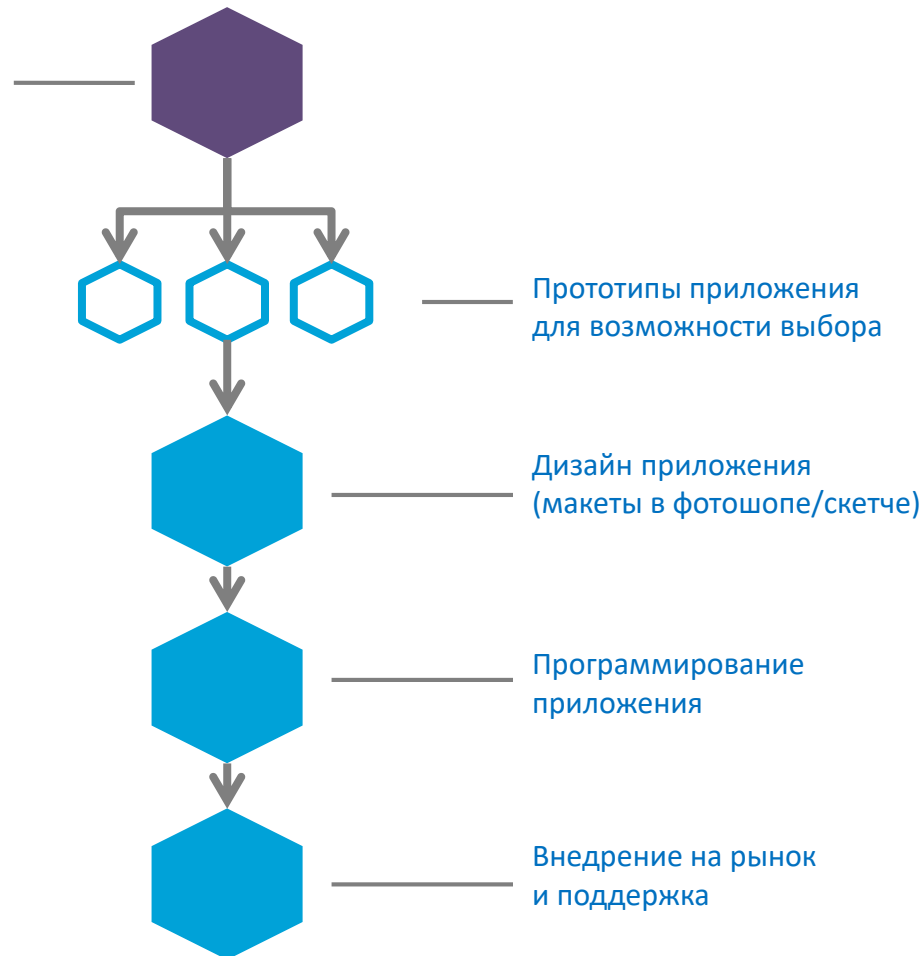 Прототипы приложения
для возможности выбора
Дизайн приложения
(макеты в фотошопе/скетче)
Программирование
приложения
Внедрение на рынок
и поддержка